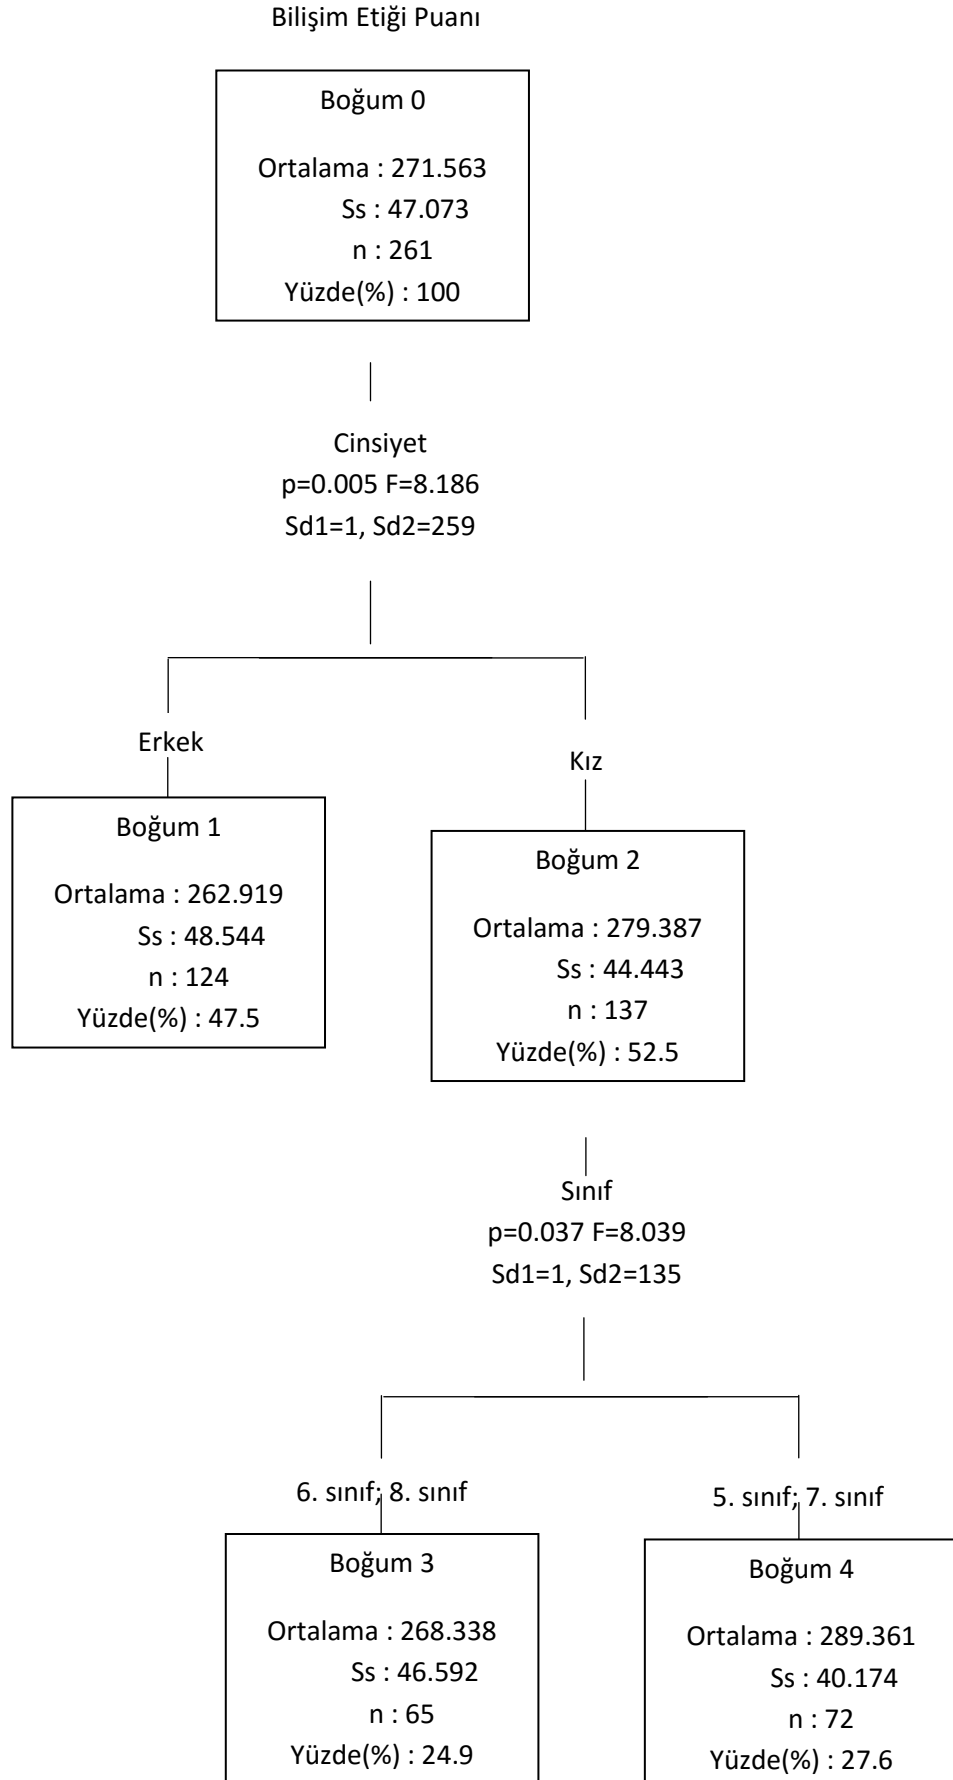 Bilişim Etiği Puanı
Boğum 0
Ortalama : 271.563
Ss : 47.073
n : 261
Yüzde(%) : 100
Cinsiyet
p=0.005 F=8.186
Sd1=1, Sd2=259
Erkek
Boğum 1
Ortalama : 262.919
Ss : 48.544
n : 124
Yüzde(%) : 47.5
Kız
Boğum 2
Ortalama : 279.387
Ss : 44.443
n : 137
Yüzde(%) : 52.5
Sınıf
p=0.037 F=8.039
Sd1=1, Sd2=135
6. sınıf; 8. sınıf
Boğum 3
Ortalama : 268.338
Ss : 46.592
n : 65
Yüzde(%) : 24.9
5. sınıf; 7. sınıf
Boğum 4
Ortalama : 289.361
Ss : 40.174
n : 72
Yüzde(%) : 27.6